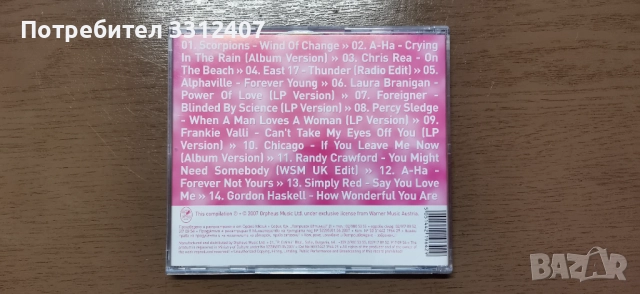 Потребител 3312407
01. Scorpions - Wind Of Change » 02. A-Ha - Crying
In The Rain (Album Version) » 03. Chris Rea - On
The Beach » 04. East 17 - Thunder (Radio Edit) » 05.
Alphaville - Forever Young » 06. Laura Branigan -
Power Of Love (LP Version) » 07. Foreigner -
Blinded By Science (LP Version) » 08. Percy Sledge
- When A Man Loves A Woman (LP Version) » 09.
Frankie Valli - Can't Take My Eyes Off You (LP
Version) » 10. Chicago - If You Leave Me Now
(Album Version) » 11. Randy Crawford - You Might
Need Somebody (WSM UK Edit) » 12. A-Ha -
Forever Not Yours » 13. Simply Red - Say You Love
Me » 14. Gordon Haskell - How Wonderful You Are
This compilation ℗ + © 2007 Orpheus Music Ltd. under exclusive license from Warner Music Austria.
bazar